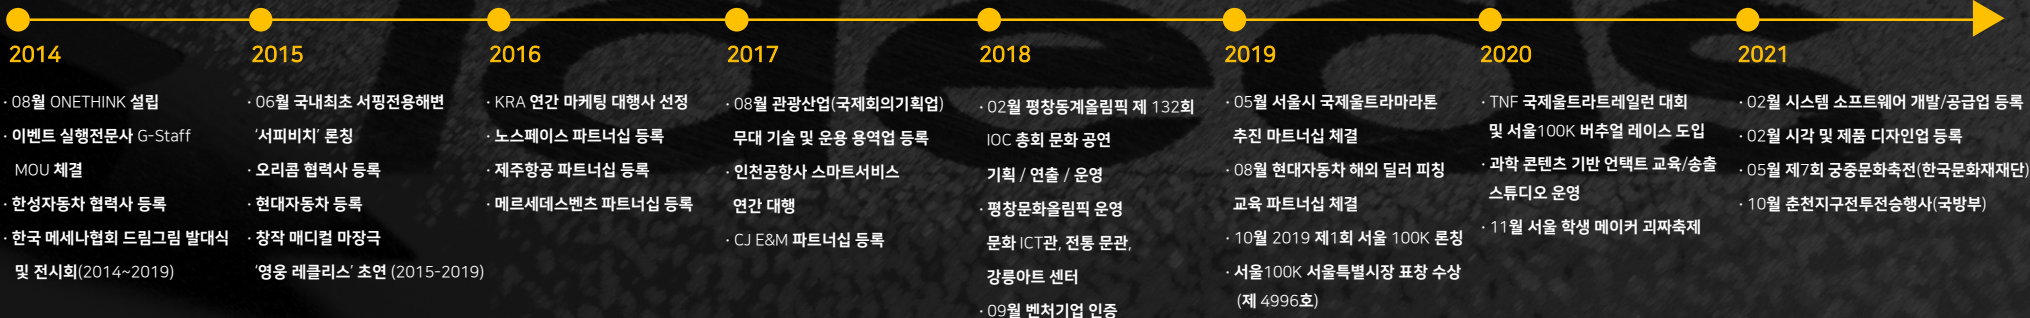 2014
· 08월 ONETHINK 설립
· 이벤트 실행전문사 G-Staff
MOU 체결
· 한성자동차 협력사 등록
· 한국 메세나협회 드림그림 발대식
및 전시회(2014~2019)
2015
· 06월 국내최초 서핑전용해변
‘서피비치’ 론칭
· 오리콤 협력사 등록
· 현대자동차 등록
· 창작 매디컬 마장극
‘영웅 레클리스’ 초연 (2015-2019)
2016
· KRA 연간 마케팅 대행사 선정
· 노스페이스 파트너십 등록
· 제주항공 파트너십 등록
· 메르세데스벤츠 파트너십 등록
2017
· 08월 관광산업(국제회의기획업)
무대 기술 및 운용 용역업 등록
· 인천공항사 스마트서비스
연간 대행
· CJ E&M 파트너십 등록
2018
· 02월 평창동계올림픽 제 132회
IOC 총회 문화 공연
기획 / 연출 / 운영
· 평창문화올림픽 운영
문화 ICT관, 전통 문관,
강릉아트 센터
· 09월 벤처기업 인증
2019
· 05월 서울시 국제울트라마라톤
추진 파트너십 체결
· 08월 현대자동차 해외 딜러 피칭
교육 파트너십 체결
· 10월 2019 제1회 서울 100K 론칭
· 서울100K 서울특별시장 표창 수상
(제 4996호)
2020
· TNF 국제울트라트레일런 대회
및 서울100K 버추얼 레이스 도입
· 과학 콘텐츠 기반 언택트 교육/송출
스튜디오 운영
· 11월 서울 학생 메이커 괴짜축제
2021
· 02월 시스템 소프트웨어 개발/공급업 등록
· 02월 시각 및 제품 디자인업 등록
· 05월 제7회 궁중문화축전(한국문화재재단)
· 10월 춘천지구전투전승행사(국방부)